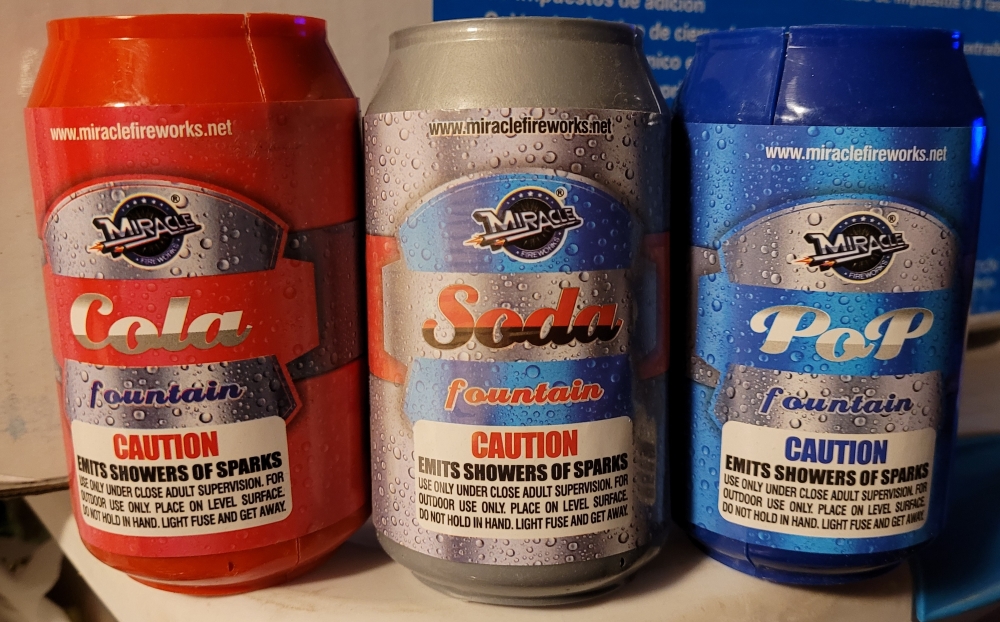 impuestos de adición
www.miraclefireworks.net
MIRACLE®
FIREWORKS
Cola
fountain
CAUTION
EMITS SHOWERS OF SPARKS
USE ONLY UNDER CLOSE ADULT SUPERVISION. FOR
OUTDOOR USE ONLY. PLACE ON LEVEL SURFACE.
DO NOT HOLD IN HAND. LIGHT FUSE AND GET AWAY.
www.miraclefireworks.net
MIRACLE®
FIREWORKS
Soda
fountain
CAUTION
EMITS SHOWERS OF SPARKS
USE ONLY UNDER CLOSE ADULT SUPERVISION. FOR
OUTDOOR USE ONLY. PLACE ON LEVEL SURFACE.
DO NOT HOLD IN HAND. LIGHT FUSE AND GET AWAY.
www.miraclefireworks.net
MIRACLE®
FIREWORKS
PoP
fountain
CAUTION
EMITS SHOWERS OF SPARKS
USE ONLY UNDER CLOSE ADULT SUPERVISION. FOR
OUTDOOR USE ONLY. PLACE ON LEVEL SURFACE.
DO NOT HOLD IN HAND. LIGHT FUSE AND GET AWAY.